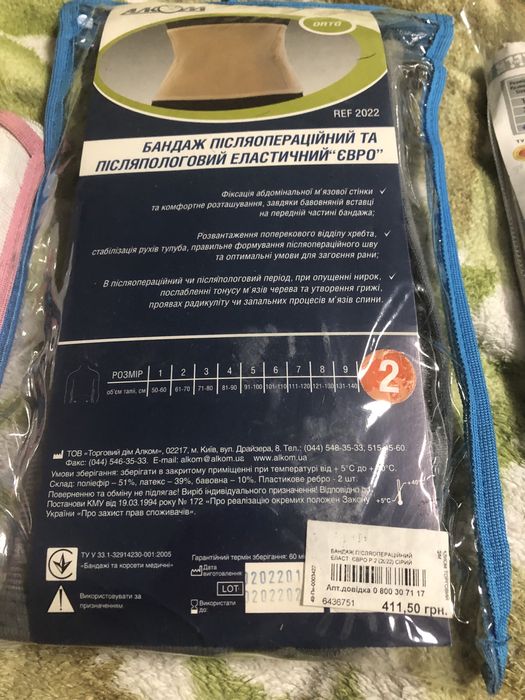 АЛКОМ
ОРТО
REF 2022
БАНДАЖ ПІСЛЯОПЕРАЦІЙНИЙ ТА
ПІСЛЯПОЛОГОВИЙ ЕЛАСТИЧНИЙ "ЄВРО"
Фіксація абдомінальної м'язової стінки ✓
та комфортне розташування, завдяки бавовняній вставці
на передній частині бандажа;
Розвантаження поперекового відділу хребта, ✓
стабілізація рухів тулуба, правильне формування післяопераційного шву
та оптимальні умови для загоєння рани;
В післяопераційний чи післяпологовий період, при опущенні нирок, ✓
послабленні тонусу м'язів черева та утворення грижі,
проявах радикуліту чи запальних процесів м'язів спини.
РОЗМІР 1 2 3 4 5 6 7 8 9
об'єм талії, см 50-60 61-70 71-80 81-90 91-100 101-110 111-120 121-130 131-140
2
ТОВ "Торговий дім Алком", 02217, м. Київ, вул. Драйзера, 8. Тел.: (044) 548-35-33, 515-45-60.
Факс: (044) 546-35-33. E-mail: alkom@alkom.ua www.alkom.ua
Умови зберігання: зберігати в закритому приміщенні при температурі від + 5°C до +40°C.
Склад: поліефір – 51%, латекс – 39%, бавовна – 10%. Пластикове ребро - 2 шт.
Поверненню та обміну не підлягає! Виріб індивідуального призначення! Відповідно до
Постанови КМУ від 19.03.1994 року № 172 «Про реалізацію окремих положен Закону
України «Про захист прав споживачів».
+40°C
+5°C
ТУ У 33.1-32914230-001:2005
«Бандажі та корсети медичні»
Використовувати за
призначенням.
Гарантійний термін зберігання: 60 мі
Дата
виготовлення:
LOT
Використати
до:
БАНДАЖ ПІСЛЯОПЕРАЦІЙНИЙ
ЕЛАСТ. ЄВРО Р.2 (2022) СІРИЙ
Апт.довідка 0 800 30 71 17
6436751
411,50 грн.